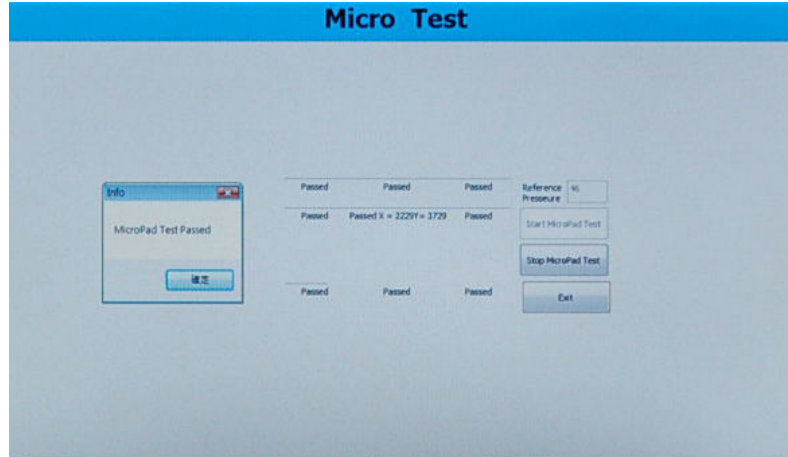 Micro Test
Info
MicroPad Test Passed
確定
Passed Passed Passed
Passed Passed X = 2229Y= 3729 Passed
Passed Passed Passed
Reference
Presseure
Start MicroPad Test
Stop MicroPad Test
Exit